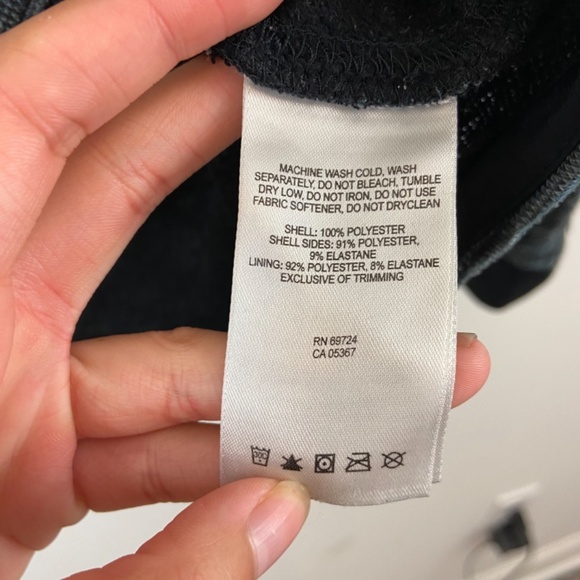 MACHINE WASH COLD, WASH
SEPARATELY, DO NOT BLEACH, TUMBLE
DRY LOW, DO NOT IRON, DO NOT USE
FABRIC SOFTENER, DO NOT DRYCLEAN
SHELL: 100% POLYESTER
SHELL SIDES: 91% POLYESTER,
9% ELASTANE
LINING: 92% POLYESTER, 8% ELASTANE
EXCLUSIVE OF TRIMMING
RN 69724
CA 05367